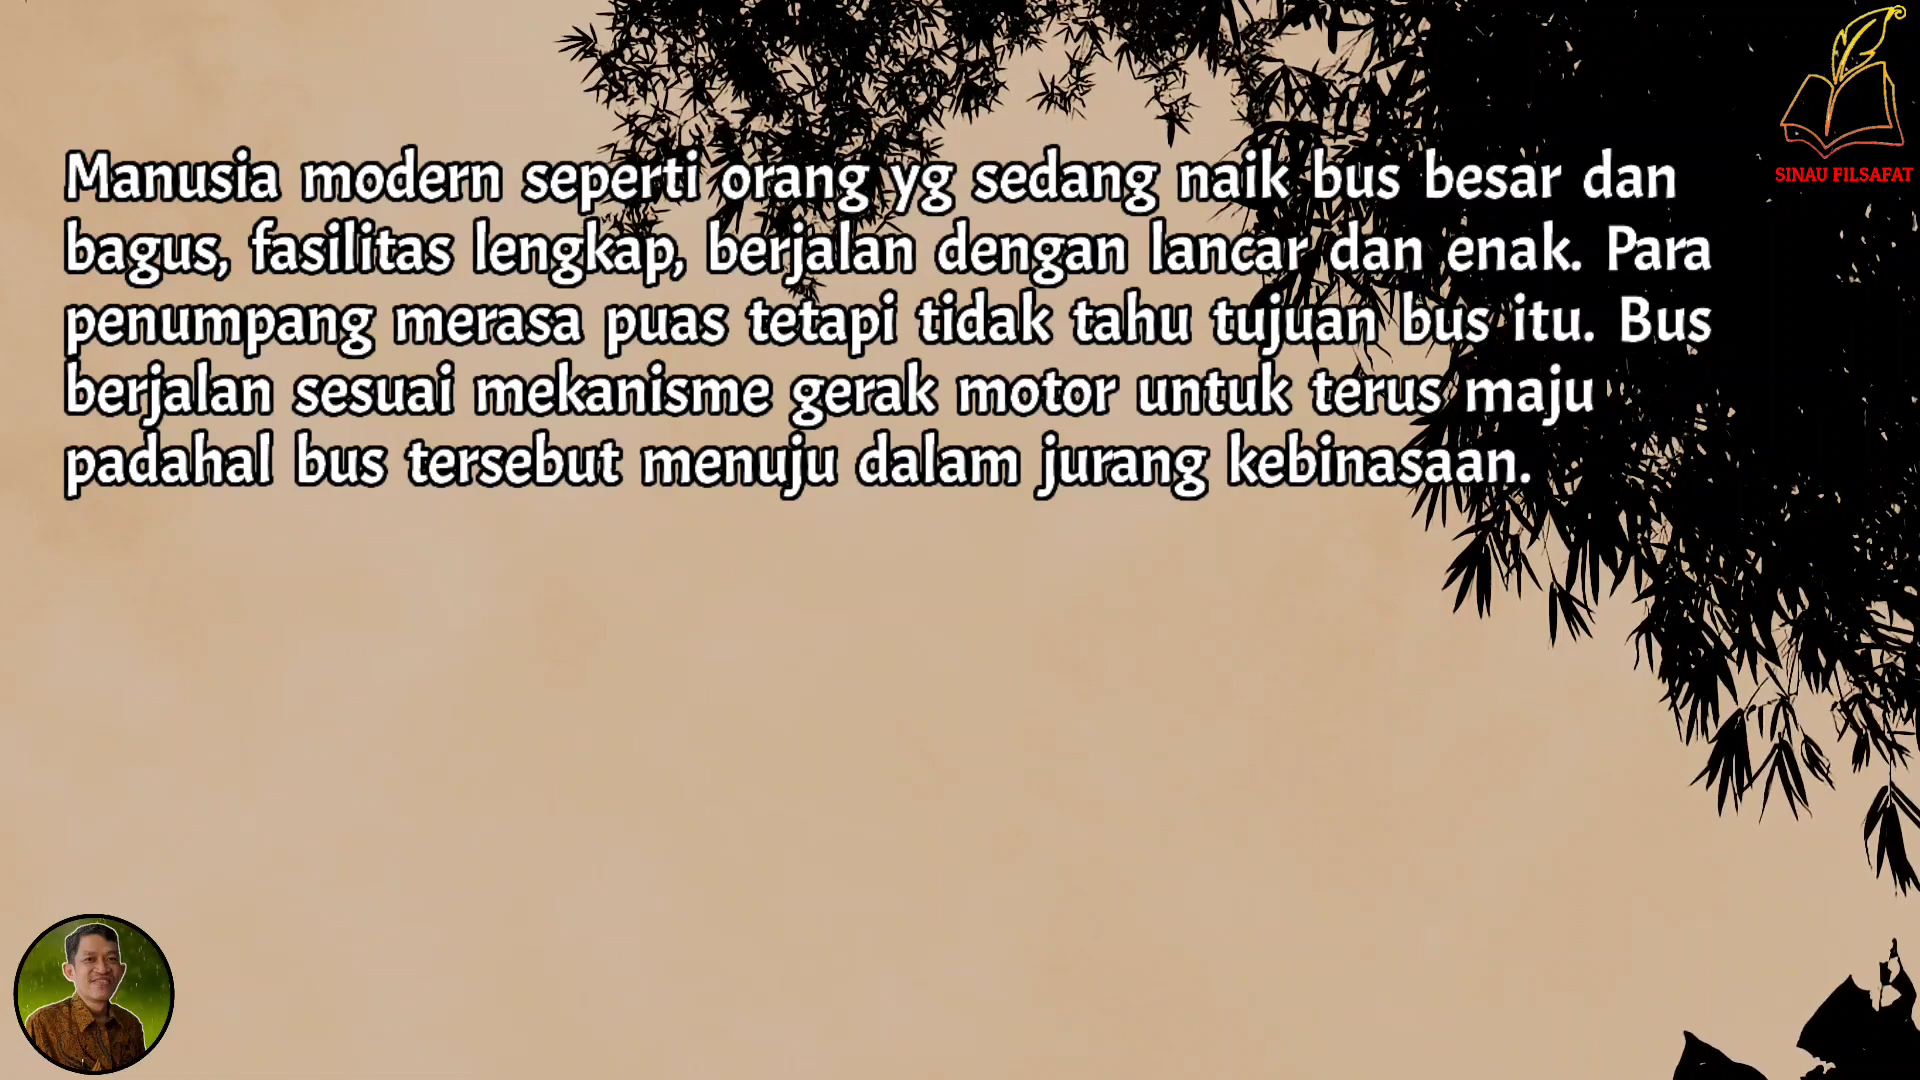 Manusia modern seperti orang yg sedang naik bus besar dan
bagus, fasilitas lengkap, berjalan dengan lancar dan enak. Para
penumpang merasa puas tetapi tidak tahu tujuan bus itu. Bus
berjalan sesuai mekanisme gerak motor untuk terus maju
padahal bus tersebut menuju dalam jurang kebinasaan.
SINAU FILSAFAT